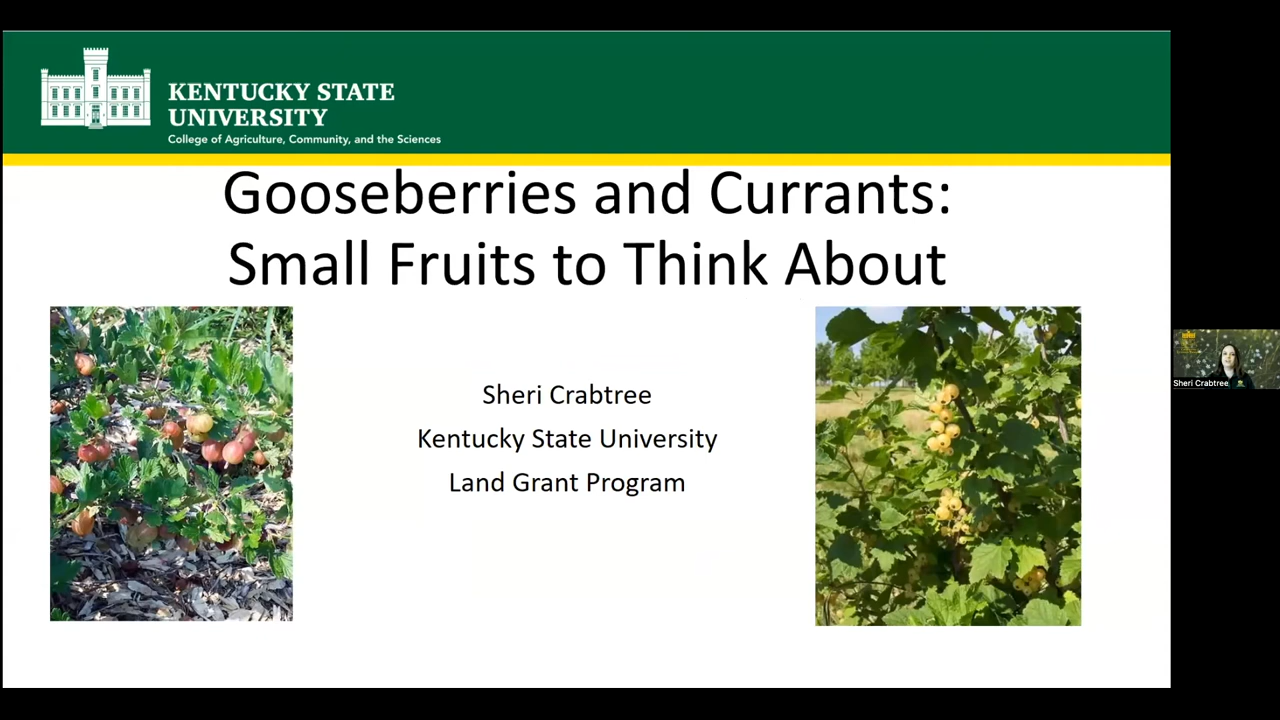 KENTUCKY STATE
UNIVERSITY
College of Agriculture, Community, and the Sciences
Gooseberries and Currants:
Small Fruits to Think About
Sheri Crabtree
Kentucky State University
Land Grant Program
Sheri Crabtree